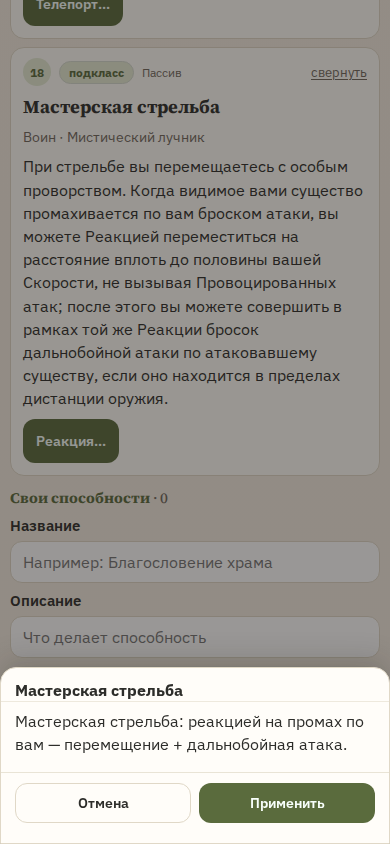 Телепорт...
18 подкласс Пассив свернуть
Мастерская стрельба
Воин · Мистический лучник
При стрельбе вы перемещаетесь с особым
проворством. Когда видимое вами существо
промахивается по вам броском атаки, вы
можете Реакцией переместиться на
расстояние вплоть до половины вашей
Скорости, не вызывая Провоцированных
атак; после этого вы можете совершить в
рамках той же Реакции бросок
дальнобойной атаки по атаковавшему
существу, если оно находится в пределах
дистанции оружия.
Реакция...
Свои способности · 0
Название
Например: Благословение храма
Описание
Что делает способность
Мастерская стрельба
Мастерская стрельба: реакцией на промах по
вам — перемещение + дальнобойная атака.
Отмена Применить